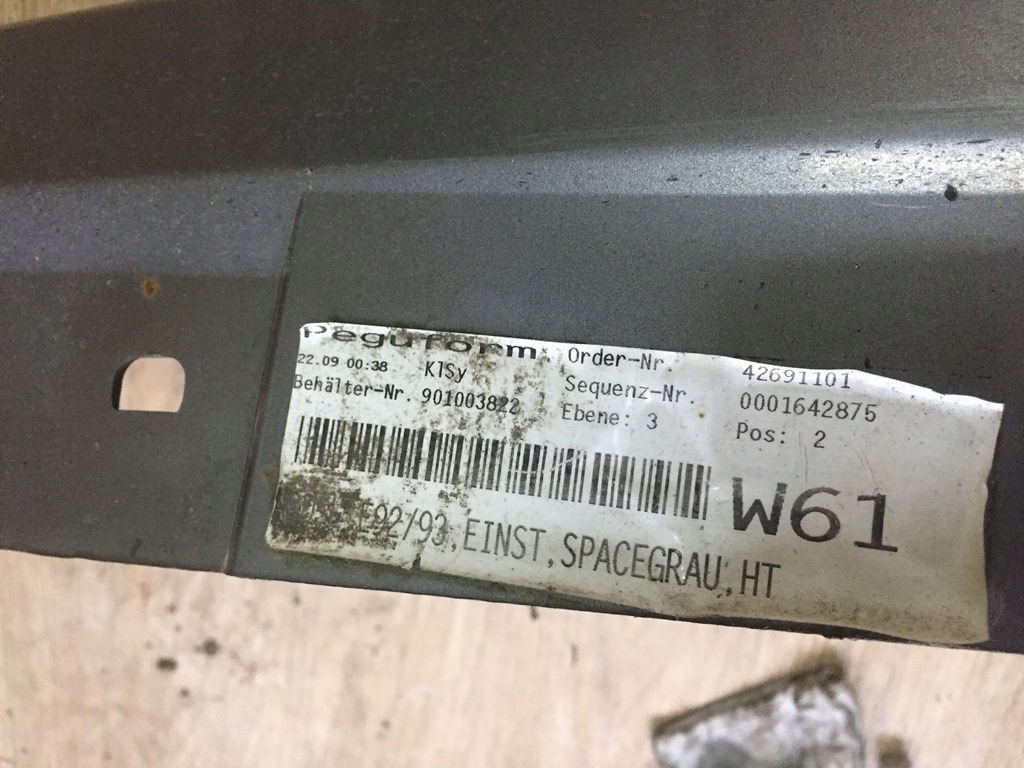 Peguform
22.09 00:38 KlSy
Behälter-Nr. 901003822
Order-Nr. 42691101
Sequenz-Nr. 0001642875
Ebene: 3 Pos: 2
W61
E92/93,EINST,SPACEGRAU,HT